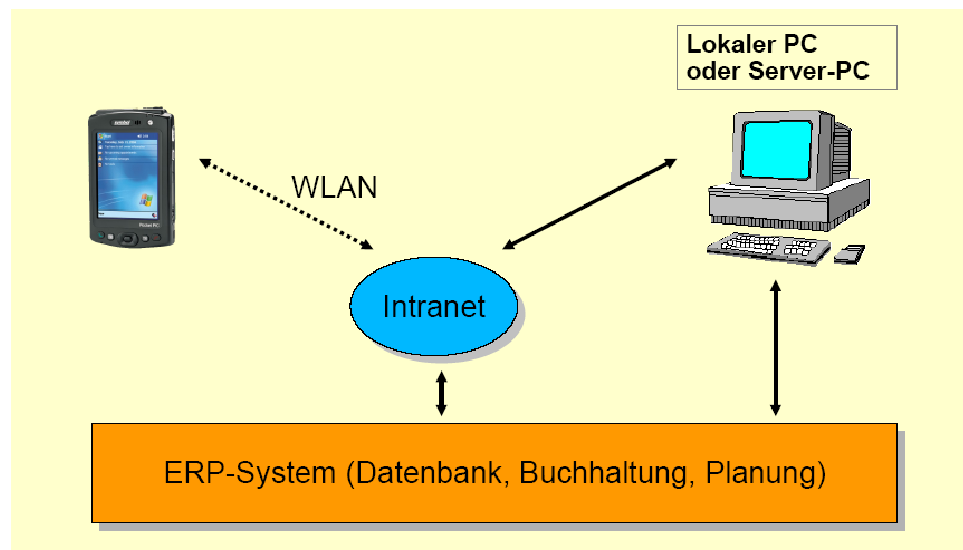 Lokaler PC
oder Server-PC
WLAN
Intranet
ERP-System (Datenbank, Buchhaltung, Planung)